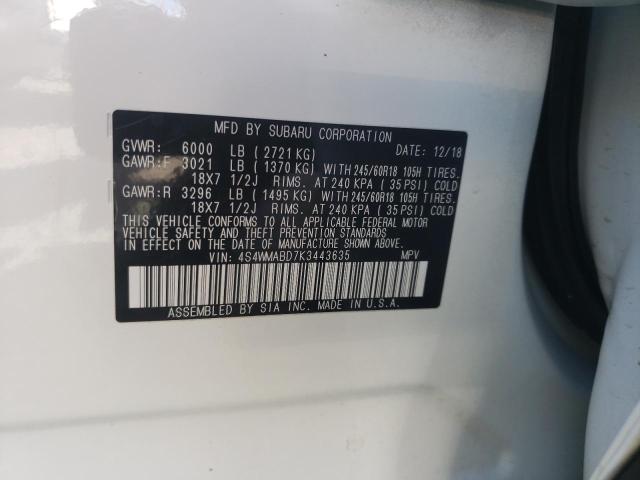 MFD BY SUBARU CORPORATION
GVWR: 6000 LB (2721 KG) DATE: 12/18
GAWR:F 3021 LB (1370 KG) WITH 245/60R18 105H TIRES.
18X7 1/2J RIMS. AT 240 KPA (35 PSI) COLD
GAWR:R 3296 LB (1495 KG) WITH 245/60R18 105H TIRES.
18X7 1/2J RIMS. AT 240 KPA (35 PSI) COLD
THIS VEHICLE CONFORMS TO ALL APPLICABLE FEDERAL MOTOR
VEHICLE SAFETY AND THEFT PREVENTION STANDARDS
IN EFFECT ON THE DATE OF MANUFACTURE SHOWN ABOVE.
VIN: 4S4WMABD7K3443635 MPV
ASSEMBLED BY SIA INC. MADE IN U.S.A.